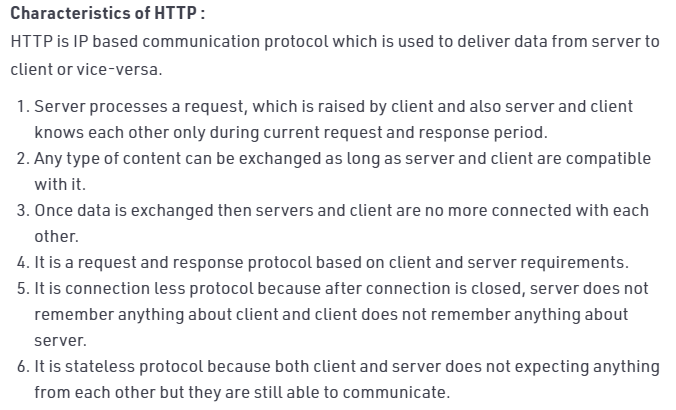 Characteristics of HTTP :
HTTP is IP based communication protocol which is used to deliver data from server to
client or vice-versa.
1. Server processes a request, which is raised by client and also server and client
knows each other only during current request and response period.
2. Any type of content can be exchanged as long as server and client are compatible
with it.
3. Once data is exchanged then servers and client are no more connected with each
other.
4. It is a request and response protocol based on client and server requirements.
5. It is connection less protocol because after connection is closed, server does not
remember anything about client and client does not remember anything about
server.
6. It is stateless protocol because both client and server does not expecting anything
from each other but they are still able to communicate.